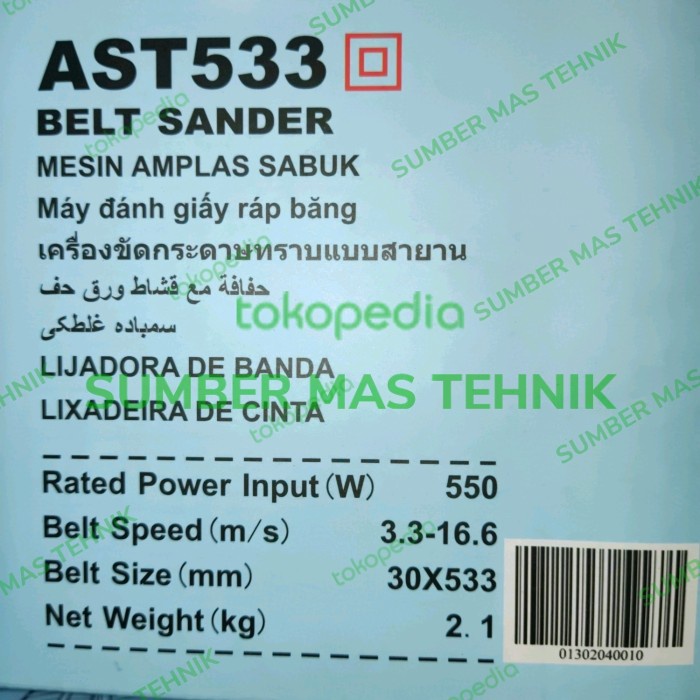 AST533
BELT SANDER
MESIN AMPLAS SABUK
Máy đánh giấy ráp băng
เครื่องขัดกระดาษทรายแบบสายยาน
حفافة مع قشاط ورق حف
سمباده غلطکی
tokopedia
LIJADORA DE BANDA
SUMBER MAS TEHNIK
LIXADEIRA DE CINTA
Rated Power Input (W) 550
Belt Speed (m/s) 3.3-16.6
Belt Size (mm) 30X533
Net Weight (kg) 2.1
01302040010